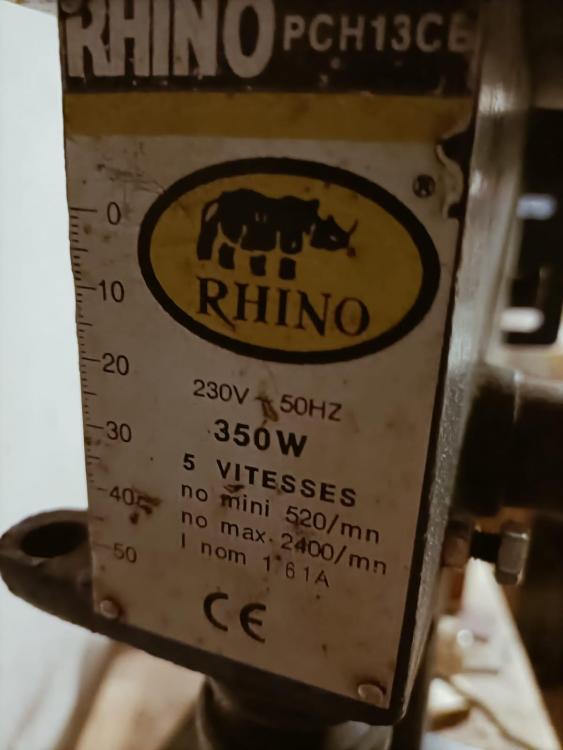 RHINO PCH13CE
®
RHINO
0
10
20
30
40
50
230V ~ 50HZ
350W
5 VITESSES
no mini 520/mn
no max. 2400/mn
I nom 1 61A
CE